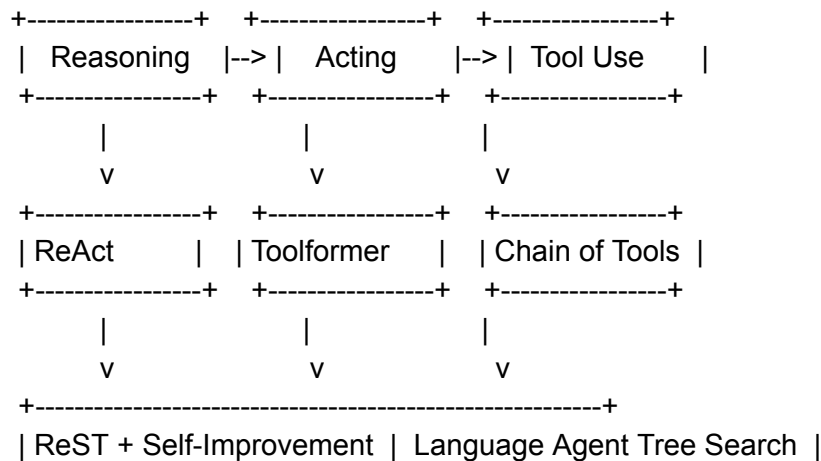 +-----------------+ +-----------------+ +-----------------+
| Reasoning |--> | Acting |--> | Tool Use |
+-----------------+ +-----------------+ +-----------------+
| | |
v v v
+-----------------+ +-----------------+ +-----------------+
| ReAct | | Toolformer | | Chain of Tools |
+-----------------+ +-----------------+ +-----------------+
| | |
v v v
+----------------------------------------------------------+
| ReST + Self-Improvement | Language Agent Tree Search |